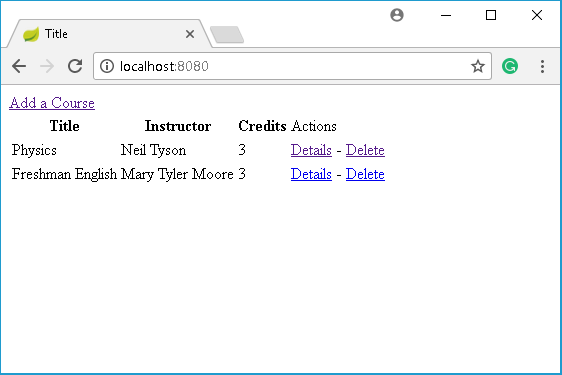 Title
localhost:8080
Add a Course
Title Instructor Credits Actions
Physics Neil Tyson 3 Details - Delete
Freshman English Mary Tyler Moore 3 Details - Delete